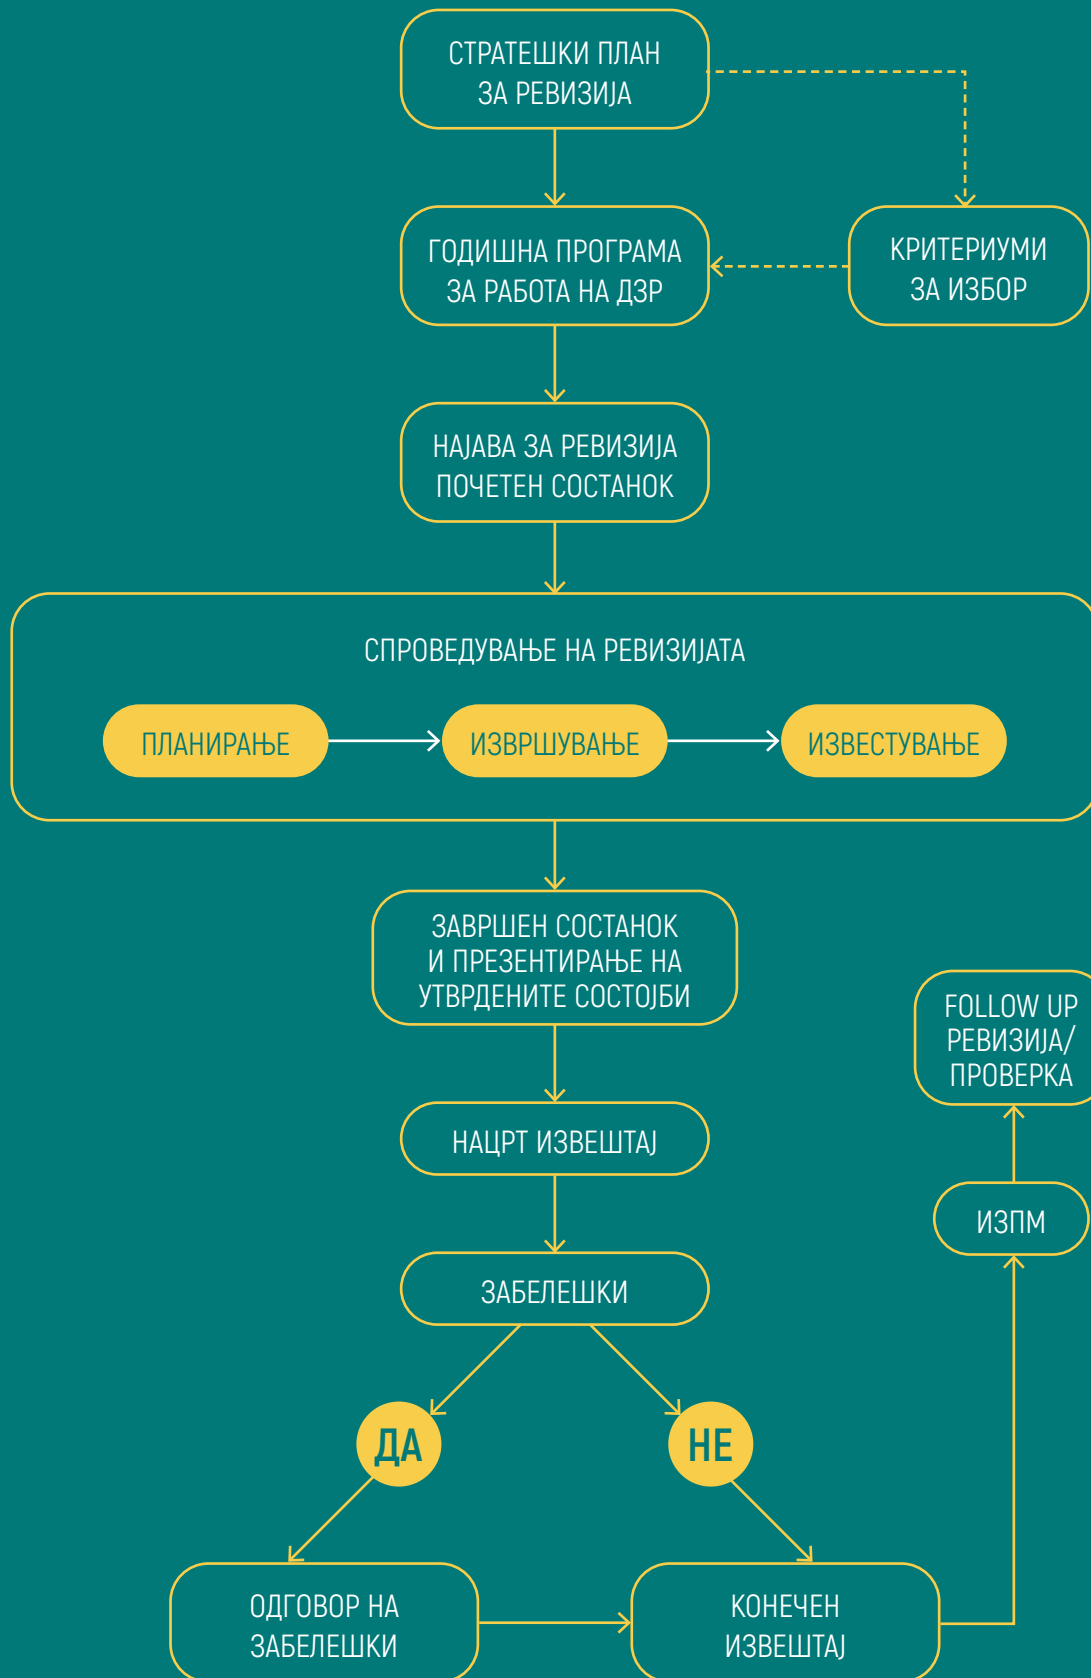 СТРАТЕШКИ ПЛАН
ЗА РЕВИЗИЈА
ГОДИШНА ПРОГРАМА
ЗА РАБОТА НА ДЗР
КРИТЕРИУМИ
ЗА ИЗБОР
НАЈАВА ЗА РЕВИЗИЈА
ПОЧЕТЕН СОСТАНОК
СПРОВЕДУВАЊЕ НА РЕВИЗИЈАТА
ПЛАНИРАЊЕ
ИЗВРШУВАЊЕ
ИЗВЕСТУВАЊЕ
ЗАВРШЕН СОСТАНОК
И ПРЕЗЕНТИРАЊЕ НА
УТВРДЕНИТЕ СОСТОЈБИ
FOLLOW UP
РЕВИЗИЈА/
ПРОВЕРКА
НАЦРТ ИЗВЕШТАЈ
ИЗПМ
ЗАБЕЛЕШКИ
ДА
НЕ
ОДГОВОР НА
ЗАБЕЛЕШКИ
КОНЕЧЕН
ИЗВЕШТАЈ